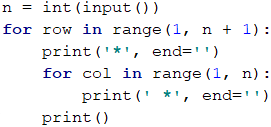 n = int(input())
for row in range(1, n + 1):
    print('*', end='')
    for col in range(1, n):
        print(' *', end='')
    print()